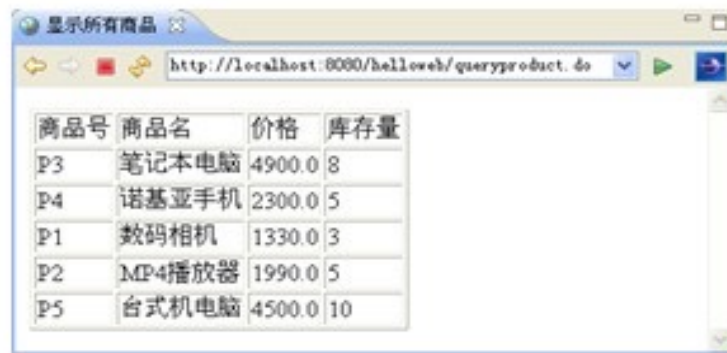 显示所有商品
http://localhost:8080/helloweb/queryproduct.do
商品号 商品名 价格 库存量
P3 笔记本电脑 4900.0 8
P4 诺基亚手机 2300.0 5
P1 数码相机 1330.0 3
P2 MP4播放器 1990.0 5
P5 台式机电脑 4500.0 10